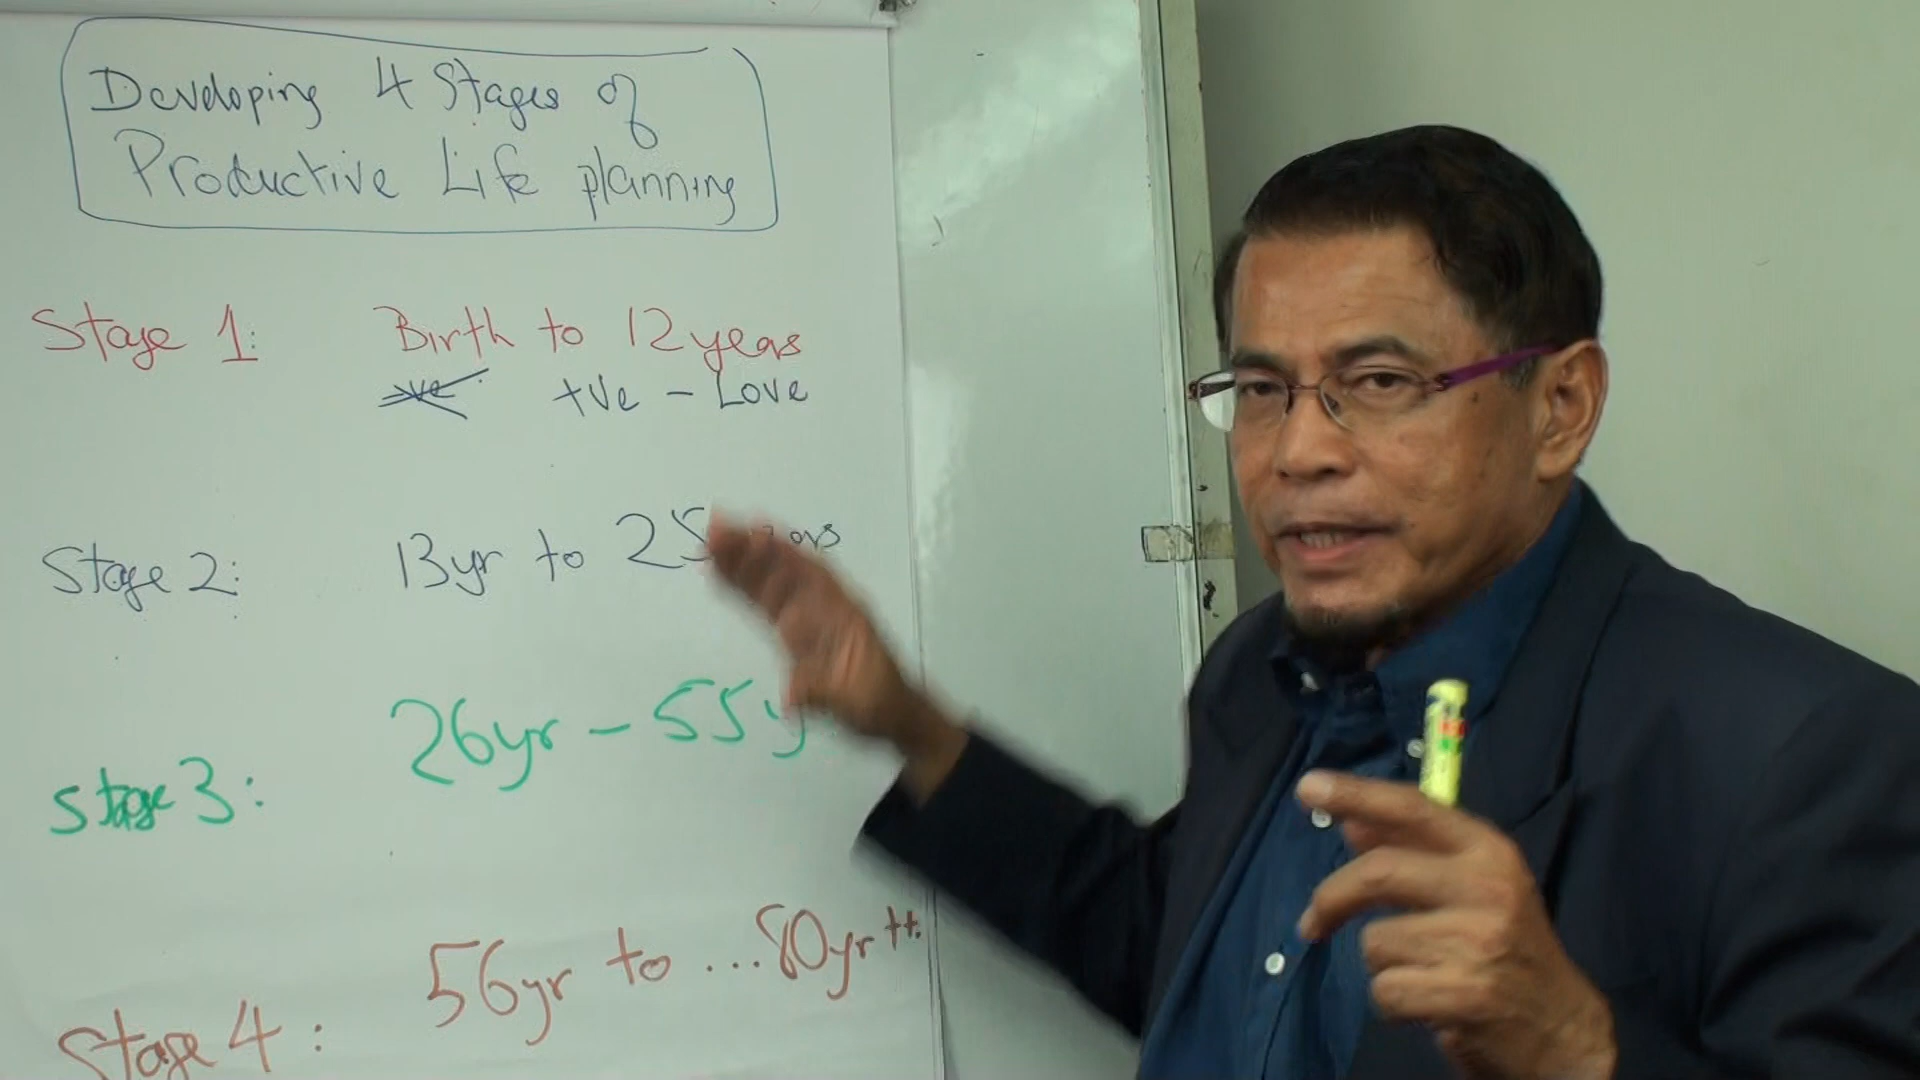 Developing 4 Stages of
Productive Life planning
Stage 1: Birth to 12 years
+ve - Love
Stage 2: 13yr to 25
Stage 3: 26yr - 55y
Stage 4: 56yr to ... 80yr ++.